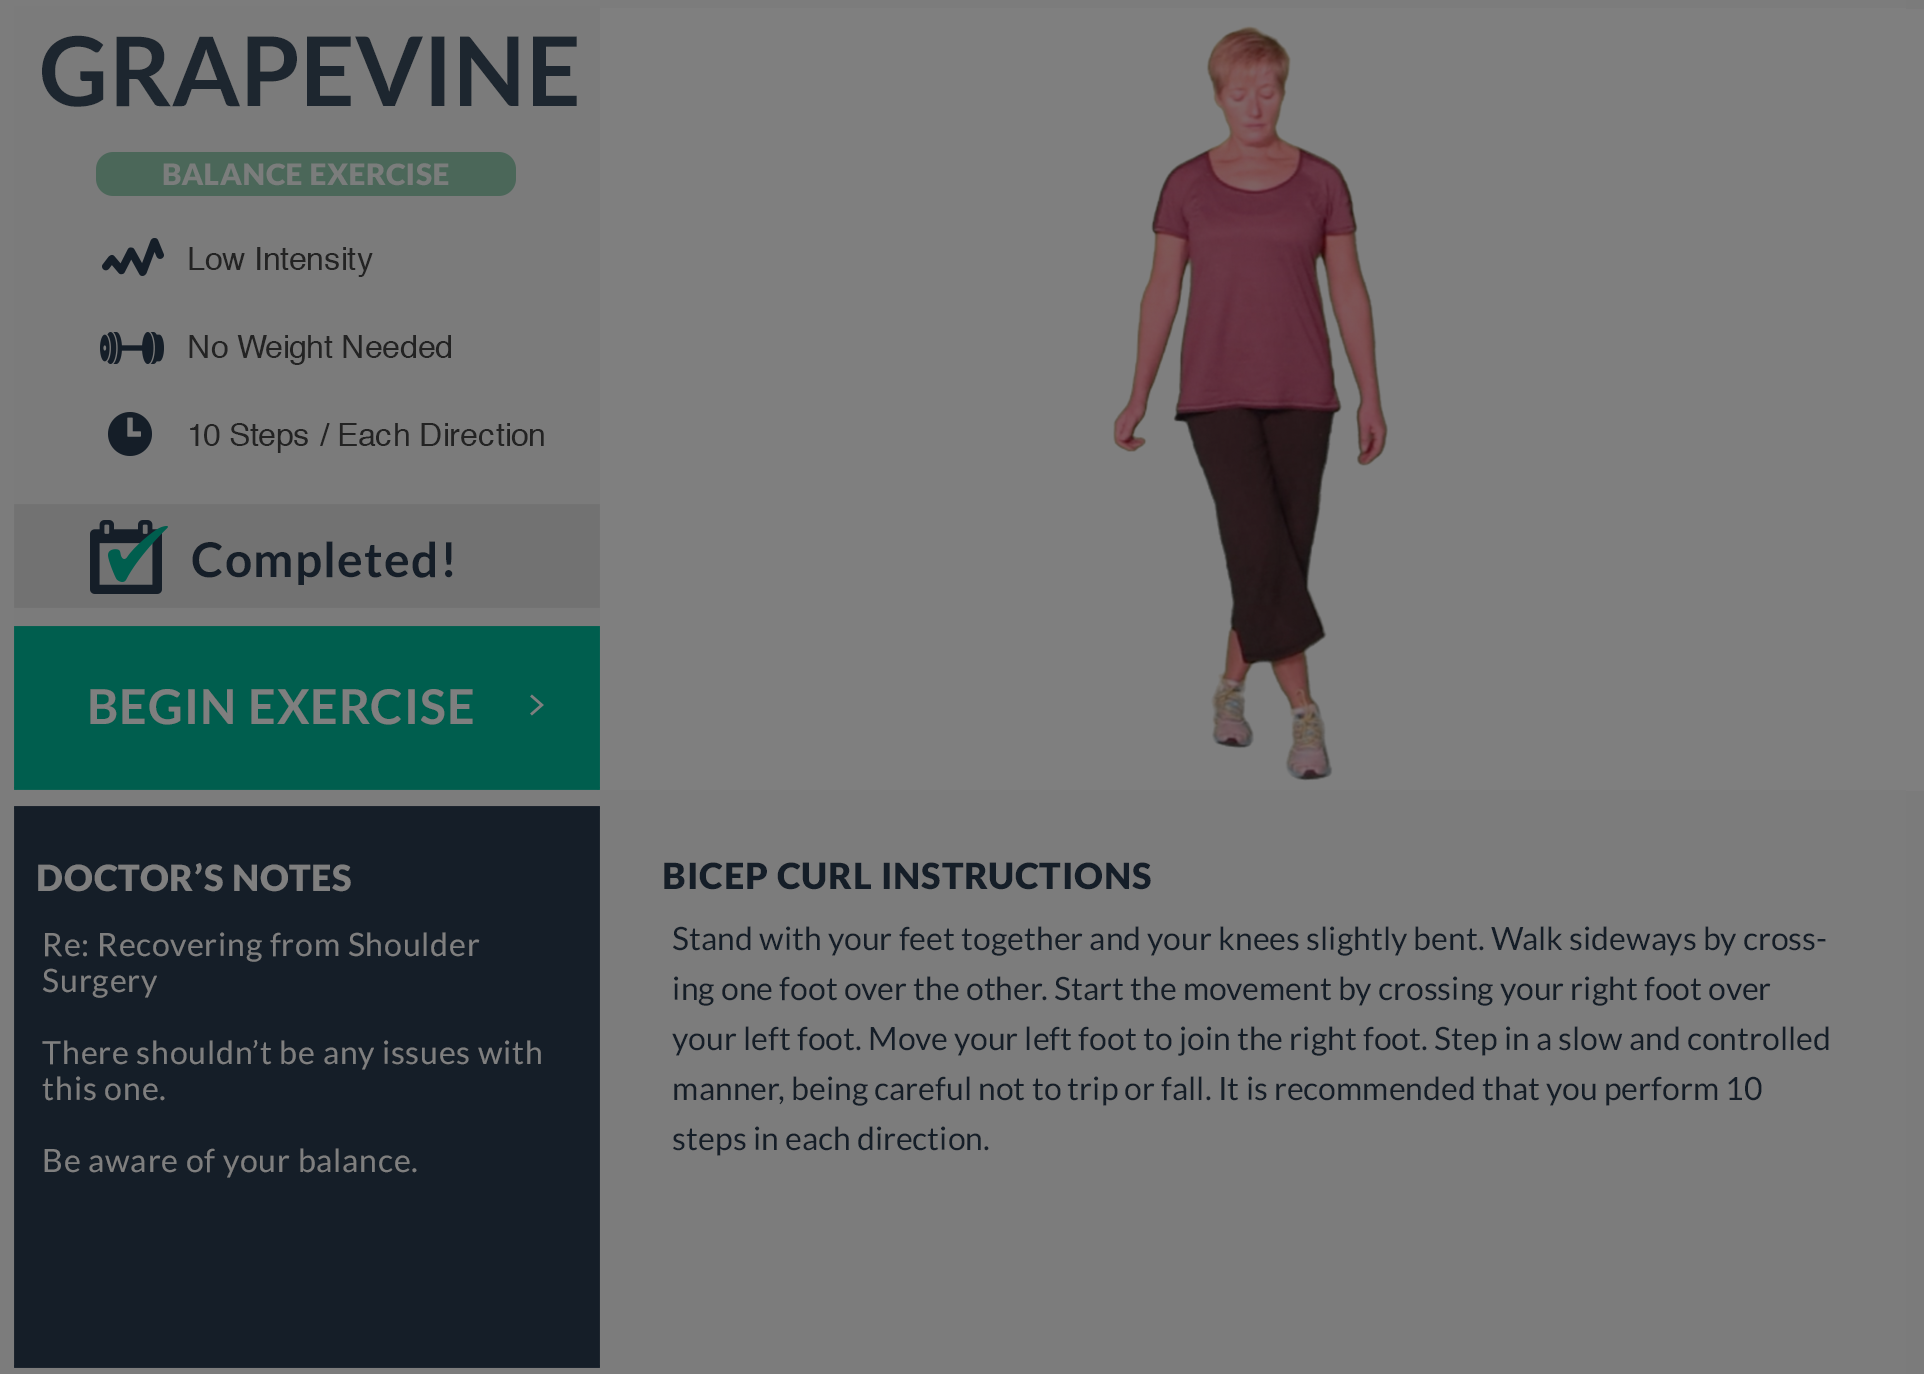 GRAPEVINE
BALANCE EXERCISE
Low Intensity
No Weight Needed
10 Steps / Each Direction
Completed!
BEGIN EXERCISE >
DOCTOR’S NOTES
Re: Recovering from Shoulder
Surgery
There shouldn’t be any issues with
this one.
Be aware of your balance.
BICEP CURL INSTRUCTIONS
Stand with your feet together and your knees slightly bent. Walk sideways by cross-
ing one foot over the other. Start the movement by crossing your right foot over
your left foot. Move your left foot to join the right foot. Step in a slow and controlled
manner, being careful not to trip or fall. It is recommended that you perform 10
steps in each direction.